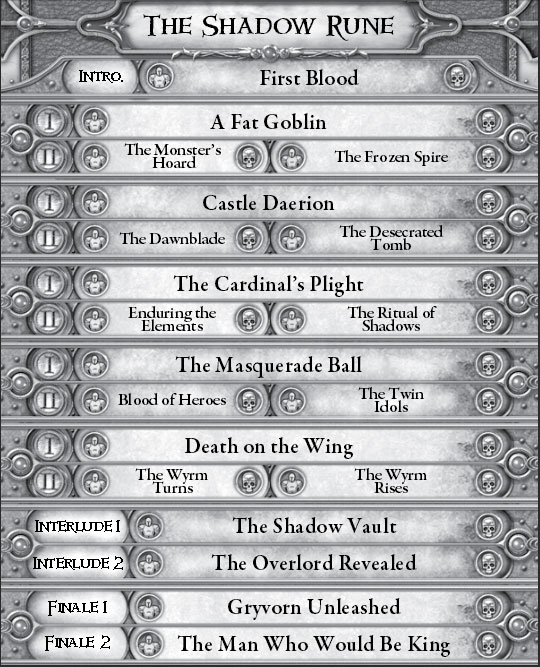 The Shadow Rune
Intro. First Blood
I A Fat Goblin
II The Monster's Hoard The Frozen Spire
I Castle Daerion
II The Dawnblade The Desecrated Tomb
I The Cardinal's Plight
II Enduring the Elements The Ritual of Shadows
I The Masquerade Ball
II Blood of Heroes The Twin Idols
I Death on the Wing
II The Wyrm Turns The Wyrm Rises
Interlude 1 The Shadow Vault
Interlude 2 The Overlord Revealed
Finale 1 Gryvorn Unleashed
Finale 2 The Man Who Would Be King